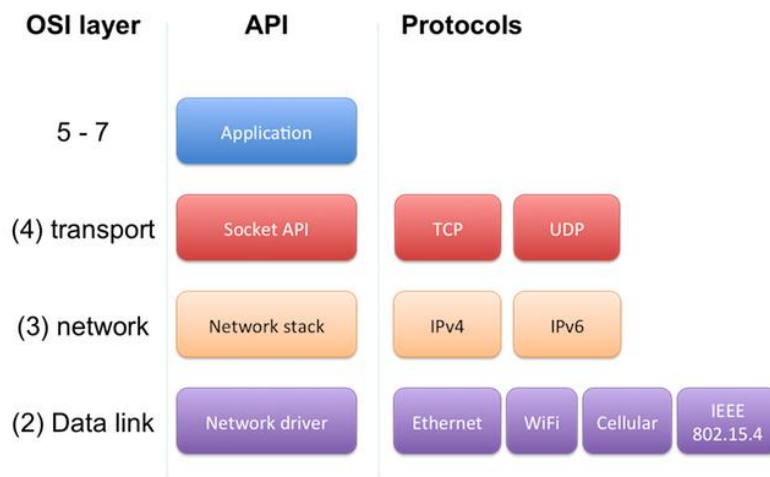 OSI layer API Protocols
5 - 7 Application
(4) transport Socket API TCP UDP
(3) network Network stack IPv4 IPv6
(2) Data link Network driver Ethernet WiFi Cellular IEEE
802.15.4